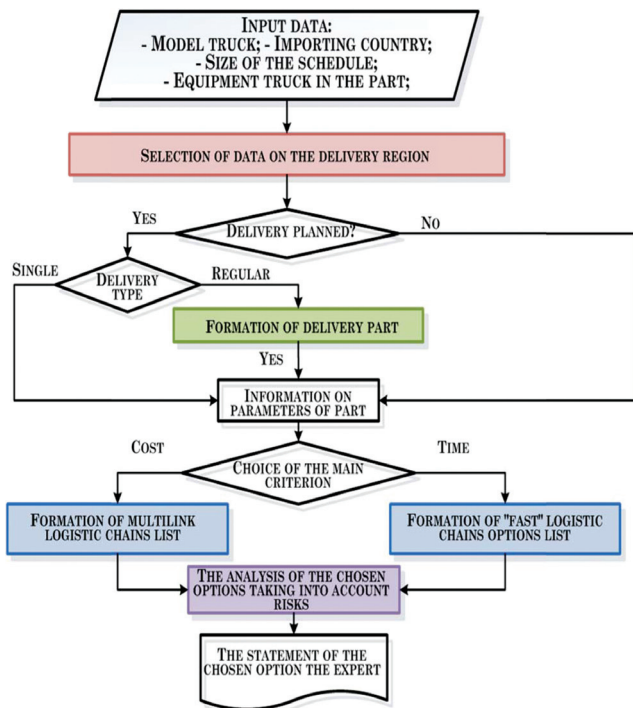 INPUT DATA:
- MODEL TRUCK; - IMPORTING COUNTRY;
- SIZE OF THE SCHEDULE;
- EQUIPMENT TRUCK IN THE PART;
SELECTION OF DATA ON THE DELIVERY REGION
YES
DELIVERY PLANNED?
NO
SINGLE
DELIVERY
TYPE
REGULAR
FORMATION OF DELIVERY PART
YES
INFORMATION ON
PARAMETERS OF PART
COST
TIME
CHOICE OF THE MAIN
CRITERION
FORMATION OF MULTILINK
LOGISTIC CHAINS LIST
FORMATION OF "FAST" LOGISTIC
CHAINS OPTIONS LIST
THE ANALYSIS OF THE CHOSEN
OPTIONS TAKING INTO ACCOUNT
RISKS
THE STATEMENT OF THE
CHOSEN OPTION THE EXPERT